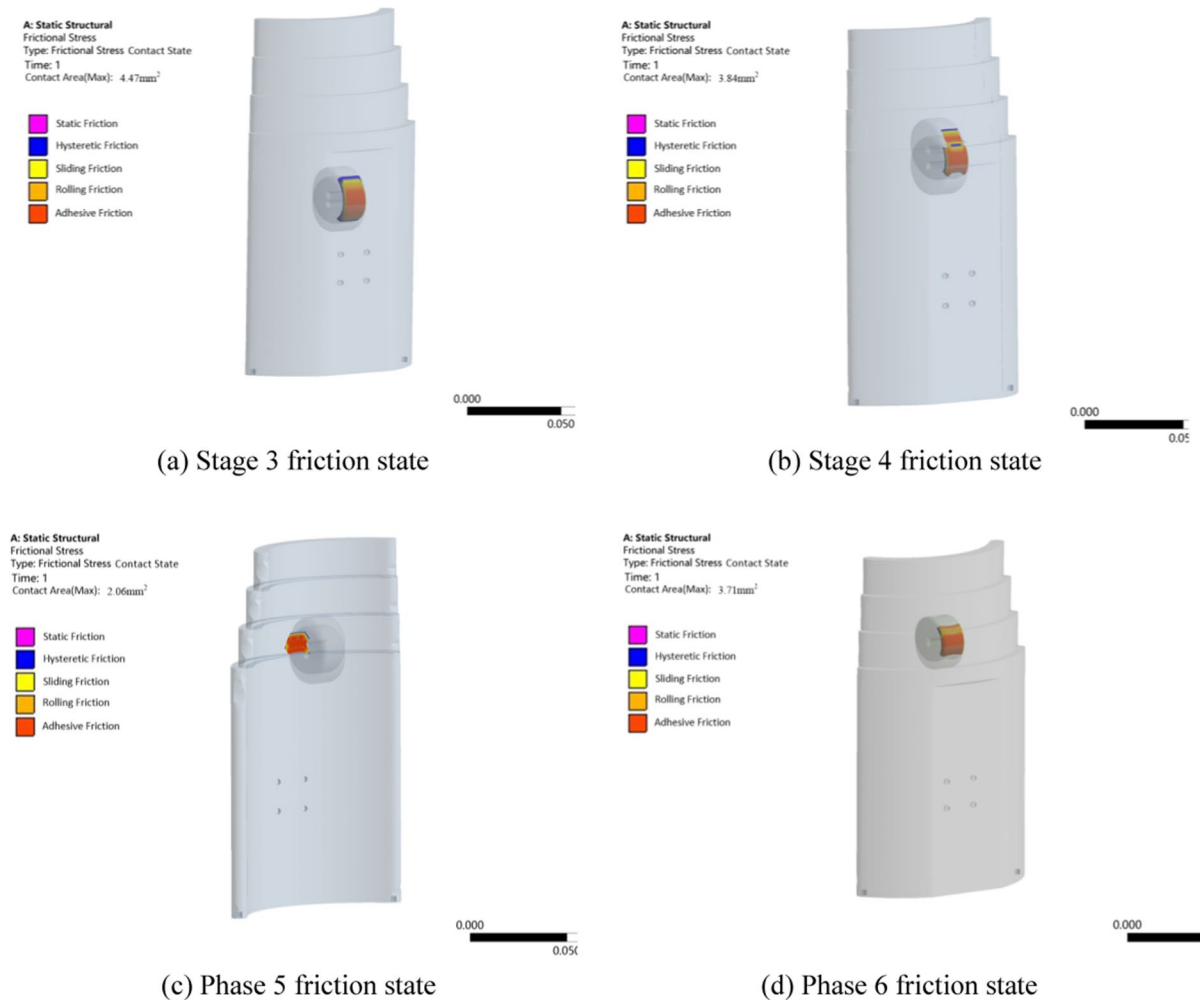 A: Static Structural
Frictional Stress
Type: Frictional Stress Contact State
Time: 1
Contact Area(Max): 4.47mm²
Static Friction
Hysteretic Friction
Sliding Friction
Rolling Friction
Adhesive Friction
0.000
0.050
(a) Stage 3 friction state
A: Static Structural
Frictional Stress
Type: Frictional Stress Contact State
Time: 1
Contact Area(Max): 3.84mm²
Static Friction
Hysteretic Friction
Sliding Friction
Rolling Friction
Adhesive Friction
0.000
0.05
(b) Stage 4 friction state
A: Static Structural
Frictional Stress
Type: Frictional Stress Contact State
Time: 1
Contact Area(Max): 2.06mm²
Static Friction
Hysteretic Friction
Sliding Friction
Rolling Friction
Adhesive Friction
0.000
0.050
(c) Phase 5 friction state
A: Static Structural
Frictional Stress
Type: Frictional Stress Contact State
Time: 1
Contact Area(Max): 3.71mm²
Static Friction
Hysteretic Friction
Sliding Friction
Rolling Friction
Adhesive Friction
0.000
(d) Phase 6 friction state